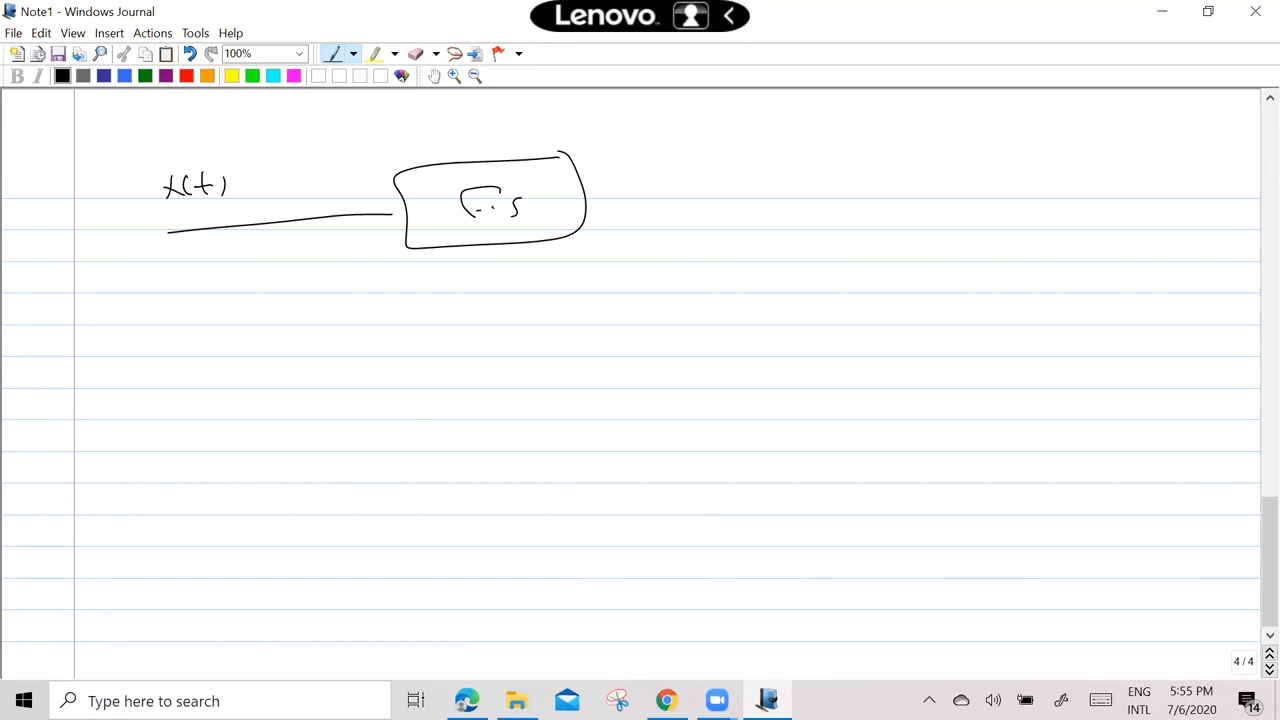 Note1 - Windows Journal
Lenovo
File Edit View Insert Actions Tools Help
100%
B I
x(t)
4 / 4
Type here to search
ENG
INTL
5:55 PM
7/6/2020
14